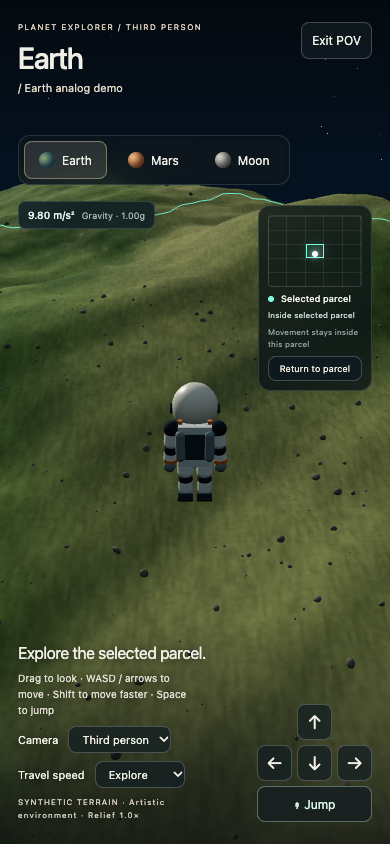 PLANET EXPLORER / THIRD PERSON
Exit POV
Earth
/ Earth analog demo
Earth
Mars
Moon
9.80 m/s² Gravity · 1.00g
Selected parcel
Inside selected parcel
Movement stays inside
this parcel
Return to parcel
Explore the selected parcel.
Drag to look · WASD / arrows to
move · Shift to move faster · Space
to jump
Camera Third person
Travel speed Explore
SYNTHETIC TERRAIN · Artistic
environment · Relief 1.0×
↑
← ↓ →
Jump